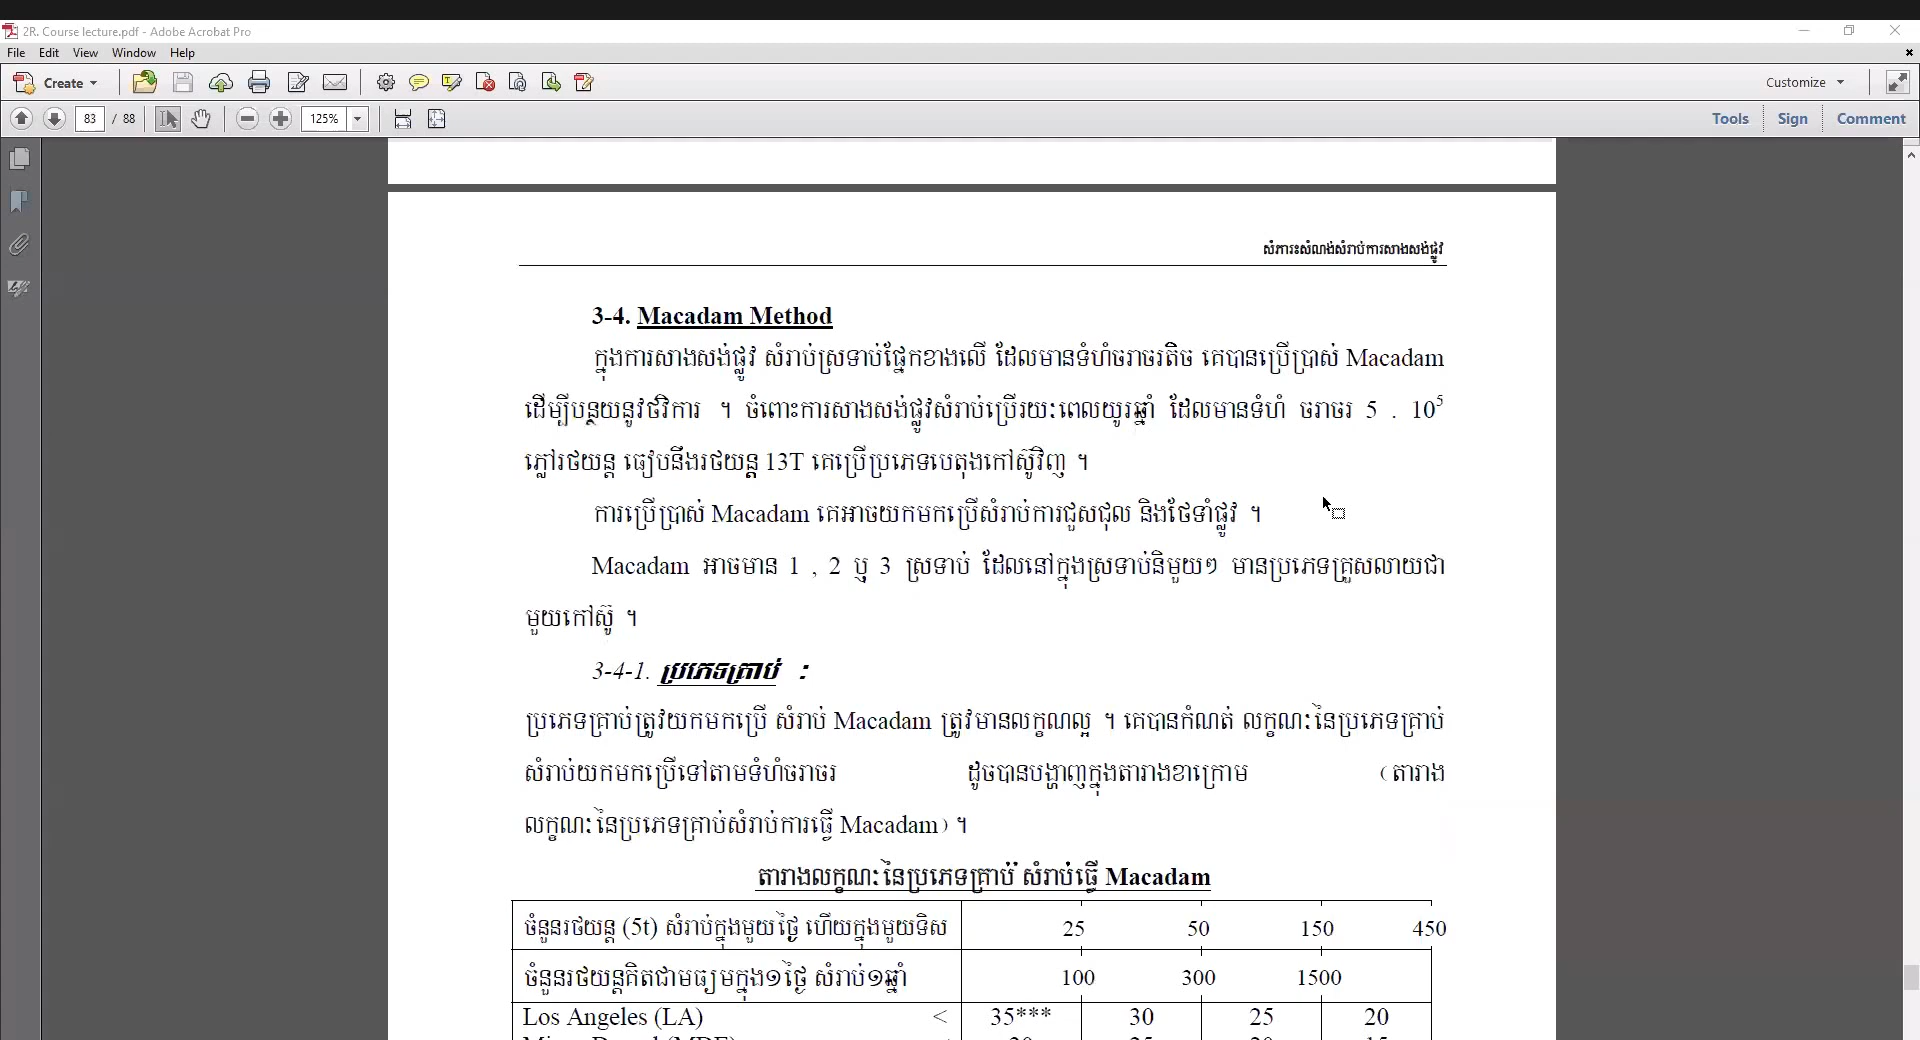 2R. Course lecture.pdf - Adobe Acrobat Pro
File Edit View Window Help
Create Customize
83 / 88 125% Tools Sign Comment
សំភារៈសំណង់សំរាប់ការសាងសង់ផ្លូវ
3-4. Macadam Method
ក្នុងការសាងសង់ផ្លូវ សំរាប់ស្រទាប់ផ្នែកខាងលើ ដែលមានទំហំចរាចរតិច គេបានប្រើប្រាស់ Macadam
ដើម្បីបន្ថយនូវថវិការ ។ ចំពោះការសាងសង់ផ្លូវសំរាប់ប្រើរយៈពេលយូរឆ្នាំ ដែលមានទំហំ ចរាចរ 5 . 10⁵
ភ្លៅរថយន្ត ធៀបនឹងរថយន្ត 13T គេប្រើប្រភេទបេតុងកៅស៊ូវិញ ។
ការប្រើប្រាស់ Macadam គេអាចយកមកប្រើសំរាប់ការជួសជុល និងថែទាំផ្លូវ ។
Macadam អាចមាន 1 , 2 ឬ 3 ស្រទាប់ ដែលនៅក្នុងស្រទាប់និមួយៗ មានប្រភេទគ្រួសលាយជា
មួយកៅស៊ូ ។
3-4-1. ប្រភេទគ្រាប់ :
ប្រភេទគ្រាប់ត្រូវយកមកប្រើ សំរាប់ Macadam ត្រូវមានលក្ខណល្អ ។ គេបានកំណត់ លក្ខណៈនៃប្រភេទគ្រាប់
សំរាប់យកមកប្រើទៅតាមទំហំចរាចរ ដូចបានបង្ហាញក្នុងតារាងខាក្រោម (តារាង
លក្ខណៈនៃប្រភេទគ្រាប់សំរាប់ការធ្វើ Macadam) ។
តារាងលក្ខណៈនៃប្រភេទគ្រាប់ សំរាប់ធ្វើ Macadam
ចំនួនរថយន្ត (5t) សំរាប់ក្នុងមួយថ្ងៃ ហើយក្នុងមួយទិស 25 50 150 450
ចំនួនរថយន្តគិតជាមធ្យមក្នុង១ថ្ងៃ សំរាប់១ឆ្នាំ 100 300 1500
Los Angeles (LA) < 35*** 30 25 20